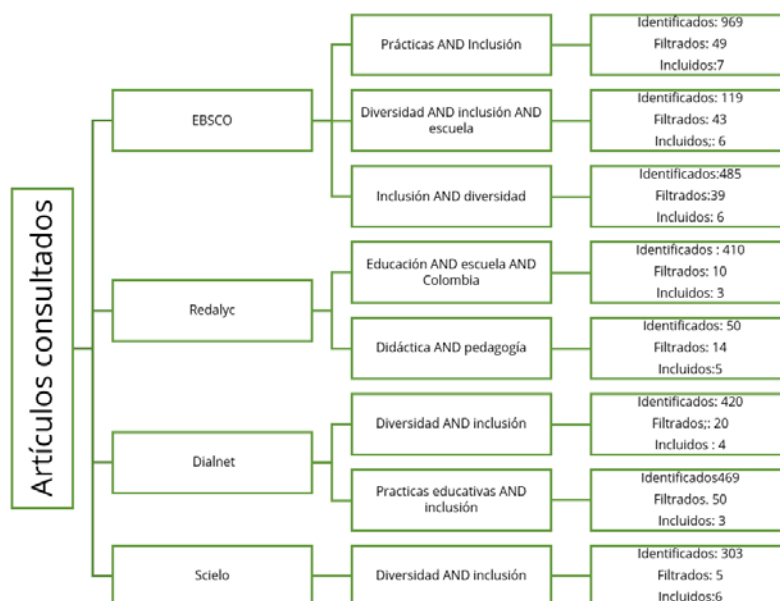 Artículos consultados
EBSCO
Prácticas AND Inclusión
Identificados: 969
Filtrados: 49
Incluidos:7
Diversidad AND inclusión AND
escuela
Identificados: 119
Filtrados: 43
Incluidos;: 6
Inclusión AND diversidad
Identificados:485
Filtrados:39
Incluidos: 6
Redalyc
Educación AND escuela AND
Colombia
Identificados : 410
Filtrados: 10
Incluidos: 3
Didáctica AND pedagogía
Identificados: 50
Filtrados: 14
Incluidos:5
Dialnet
Diversidad AND inclusión
Identificados: 420
Filtrados;: 20
Incluidos : 4
Practicas educativas AND
inclusión
Identificados469
Filtrados. 50
Incluidos: 3
Scielo
Diversidad AND inclusión
Identificados: 303
Filtrados: 5
Incluidos:6